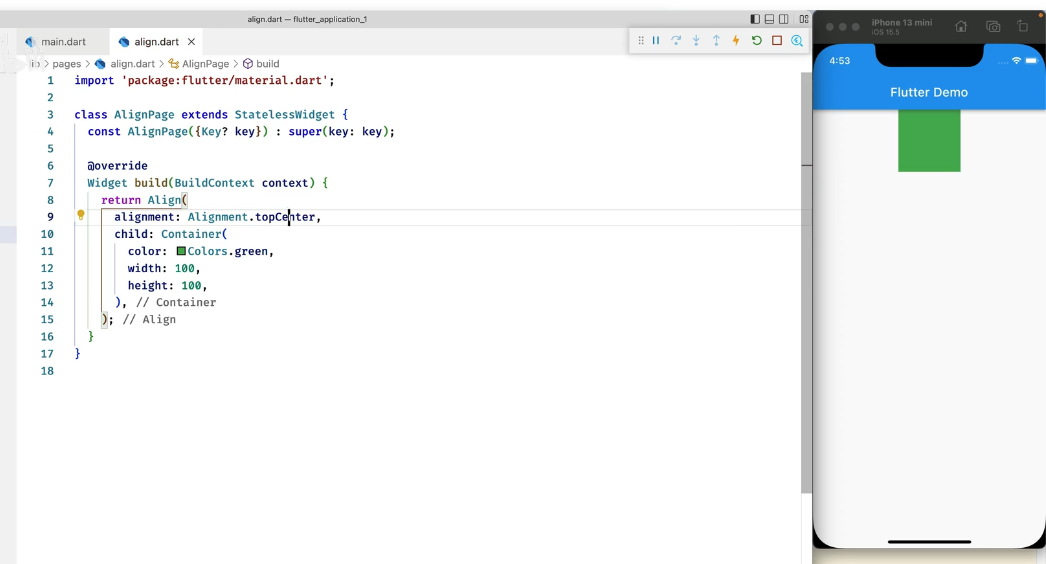 align.dart — flutter_application_1
main.dart
align.dart
lib > pages > align.dart > AlignPage > build
1 import 'package:flutter/material.dart';
2
3 class AlignPage extends StatelessWidget {
4 const AlignPage({Key? key}) : super(key: key);
5
6 @override
7 Widget build(BuildContext context) {
8 return Align(
9 alignment: Alignment.topCenter,
10 child: Container(
11 color: Colors.green,
12 width: 100,
13 height: 100,
14 ), // Container
15 ); // Align
16 }
17 }
18
iPhone 13 mini
iOS 15.5
4:53
Flutter Demo